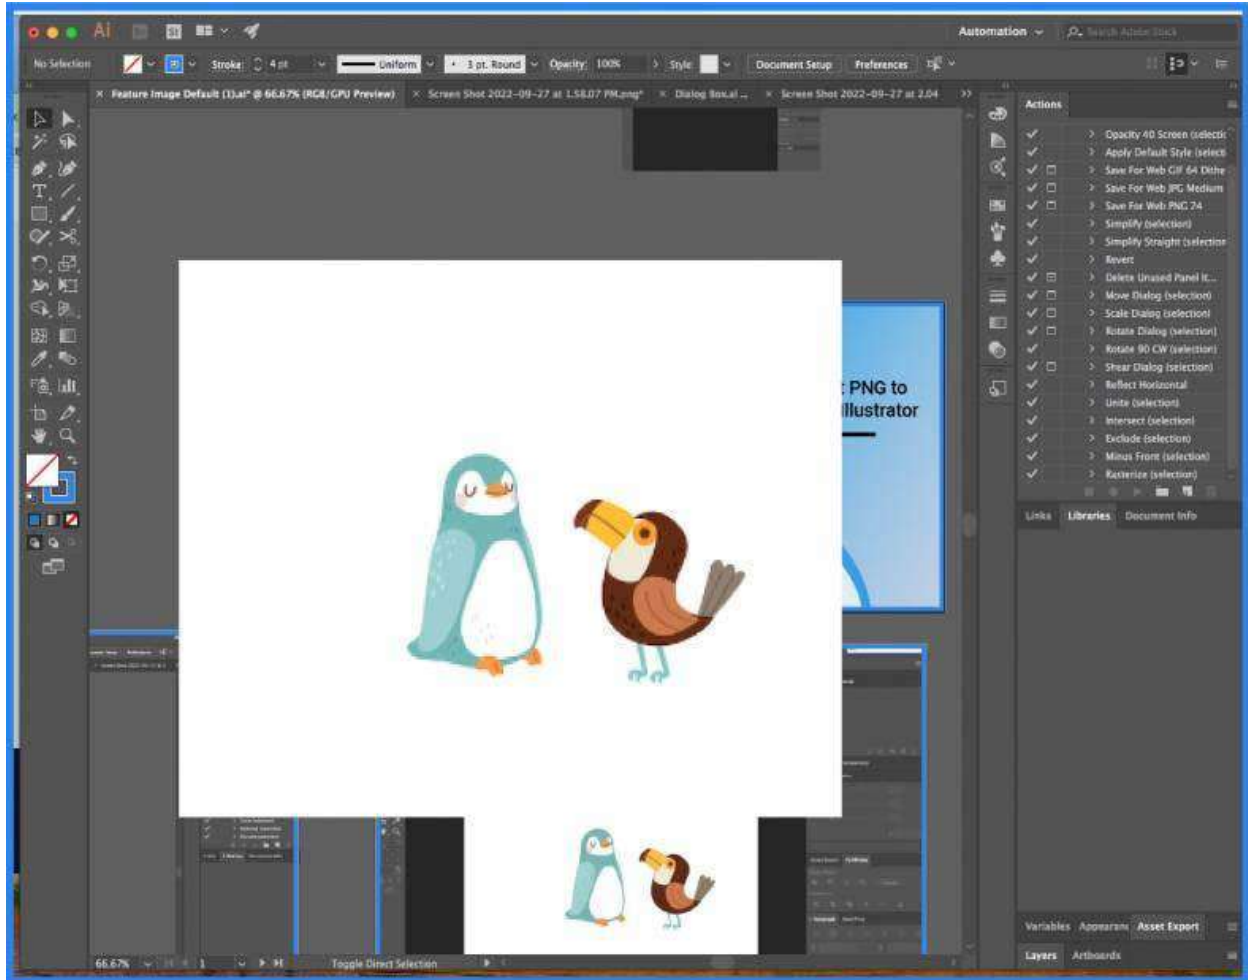 Ai St Automation Search Adobe Stock
No Selection Stroke: 4 pt Uniform 3 pt. Round Opacity: 100% Style: Document Setup Preferences
× Feature Image Default (1).ai* @ 66.67% (RGB/GPU Preview) × Screen Shot 2022-09-27 at 1.58.07 PM.png* × Dialog Box.ai ... × Screen Shot 2022-09-27 at 2.04
Actions
Opacity 40 Screen (selectic
Apply Default Style (selecti
Save For Web GIF 64 Dithe
Save For Web JPG Medium
Save For Web PNG 24
Simplify (selection)
Simplify Straight (selection
Revert
Delete Unused Panel It...
Move Dialog (selection)
Scale Dialog (selection)
Rotate Dialog (selection)
Rotate 90 CW (selection)
Shear Dialog (selection)
Reflect Horizontal
Unite (selection)
Intersect (selection)
Exclude (selection)
Minus Front (selection)
Rasterize (selection)
t PNG to
Illustrator
Links Libraries Document Info
Variables Appearanc Asset Export
Layers Artboards
66.67% 1 Toggle Direct Selection